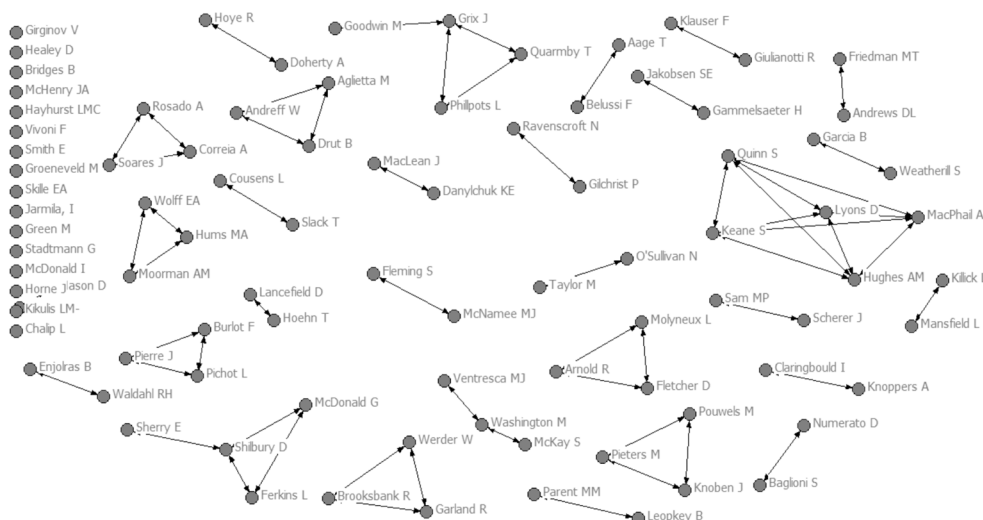 Girginov V
Healey D
Bridges B
McHenry JA
Hayhurst LMC
Vivoni F
Smith E
Groeneveld M
Skille EA
Jarmila, I
Green M
Stadtmann G
McDonald I
Horne J
jason D
Kikulis LM-
Chalip L
Hoye R
Doherty A
Goodwin M
Grix J
Quarmby T
Philpots L
Aglietta M
Andreff W
Drut B
Aage T
Belussi F
Klauser F
Giulianotti R
Jakobsen SE
Gammelsaeter H
Friedman MT
Andrews DL
Rosado A
Soares J
Correia A
Ravenscroft N
Gilchrist P
Garcia B
Weatherill S
MacLean J
Danylchuk KE
Cousens L
Slack T
Quinn S
Lyons D
MacPhail A
Keane S
Hughes AM
Wolff EA
Hums MA
Moorman AM
O'Sullivan N
Taylor M
Fleming S
McNamee MJ
Killick
Mansfield L
Lancefield D
Hoehn T
Sam MP
Scherer J
Burlot F
Pierre J
Pichot L
Molyneux L
Arnold R
Fletcher D
Enjolras B
Waldahl RH
Claringbould I
Knoppers A
Ventresca MJ
Washington M
McKay S
McDonald G
Sherry E
Shilbury D
Ferkins L
Werder W
Brooksbank R
Garland R
Pouwels M
Pieters M
Knoben J
Numerato D
Baglioni S
Parent MM
Leopkey B